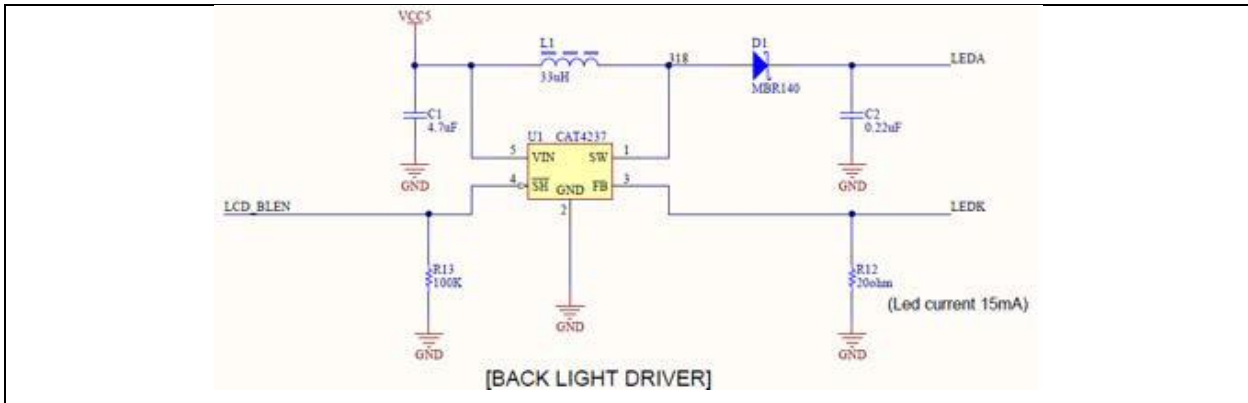 VCC5
L1
33uH
318
D1
MBR140
LEDA
C1
4.7uF
C2
0.22uF
U1 CAT4237
5 VIN SW 1
4 SH GND FB 3
2
GND
GND
LCD_BLEN
LEDK
R13
100K
R12
20ohm
(Led current 15mA)
GND
GND
GND
[BACK LIGHT DRIVER]